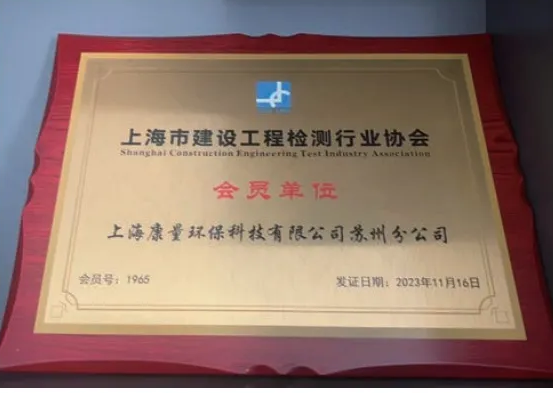 上海市建设工程检测行业协会
Shanghai Construction Engineering Test Industry Association
会员单位
上海康量环保科技有限公司苏州分公司
会员号：1965
发证日期：2023年11月16日